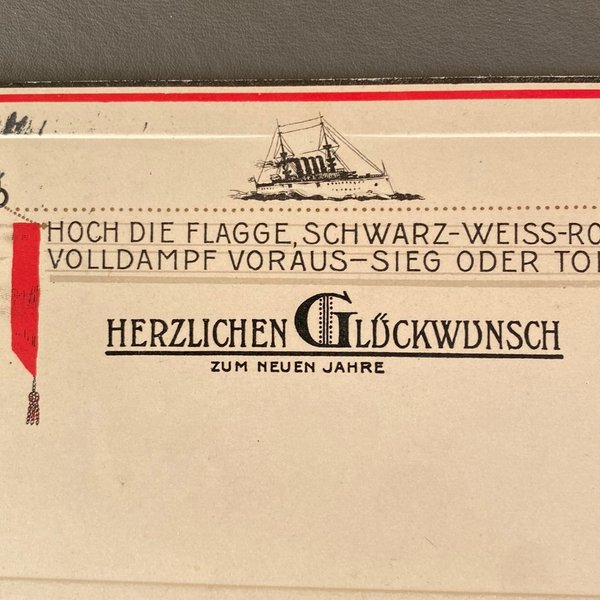 HOCH DIE FLAGGE, SCHWARZ-WEISS-RO
VOLLDAMPF VORAUS-SIEG ODER TO
HERZLICHEN GLÜCKWUNSCH
ZUM NEUEN JAHRE